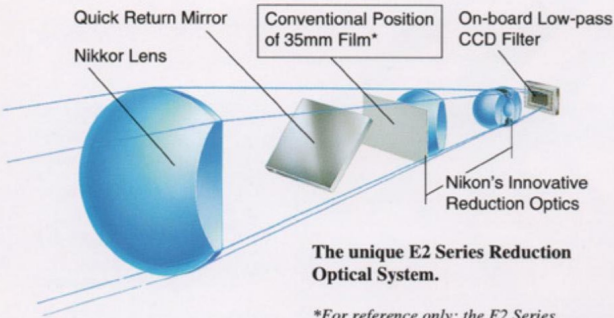 Quick Return Mirror
Nikkor Lens
Conventional Position
of 35mm Film*
On-board Low-pass
CCD Filter
Nikon's Innovative
Reduction Optics
The unique E2 Series Reduction
Optical System.
*For reference only; the E2 Series